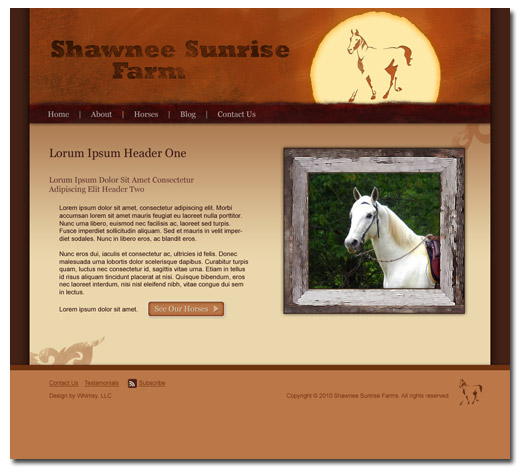 Shawnee Sunrise
Farm
Home | About | Horses | Blog | Contact Us
Lorum Ipsum Header One
Lorum Ipsum Dolor Sit Amet Consectetur
Adipiscing Elit Header Two
Lorem ipsum dolor sit amet, consectetur adipiscing elit. Morbi
accumsan lorem sit amet mauris feugiat eu laoreet nulla porttitor.
Nunc urna libero, euismod nec facilisis ac, laoreet sed turpis.
Fusce imperdiet sollicitudin aliquam. Sed et mauris in velit imper-
diet sodales. Nunc in libero eros, ac blandit eros.
Nunc eros dui, iaculis et consectetur ac, ultricies id felis. Donec
malesuada urna lobortis dolor scelerisque dapibus. Curabitur turpis
quam, luctus nec consectetur id, sagittis vitae urna. Etiam in tellus
id risus aliquam tincidunt placerat at nisi. Quisque bibendum, eros
nec laoreet interdum, nisi nisl eleifend nibh, vitae congue dui sem
in lectus.
Lorem ipsum dolor sit amet. See Our Horses
Contact Us Testamonials Subscribe
Design by Whimsy, LLC
Copyright © 2010 Shawnee Sunrise Farms. All rights reserved